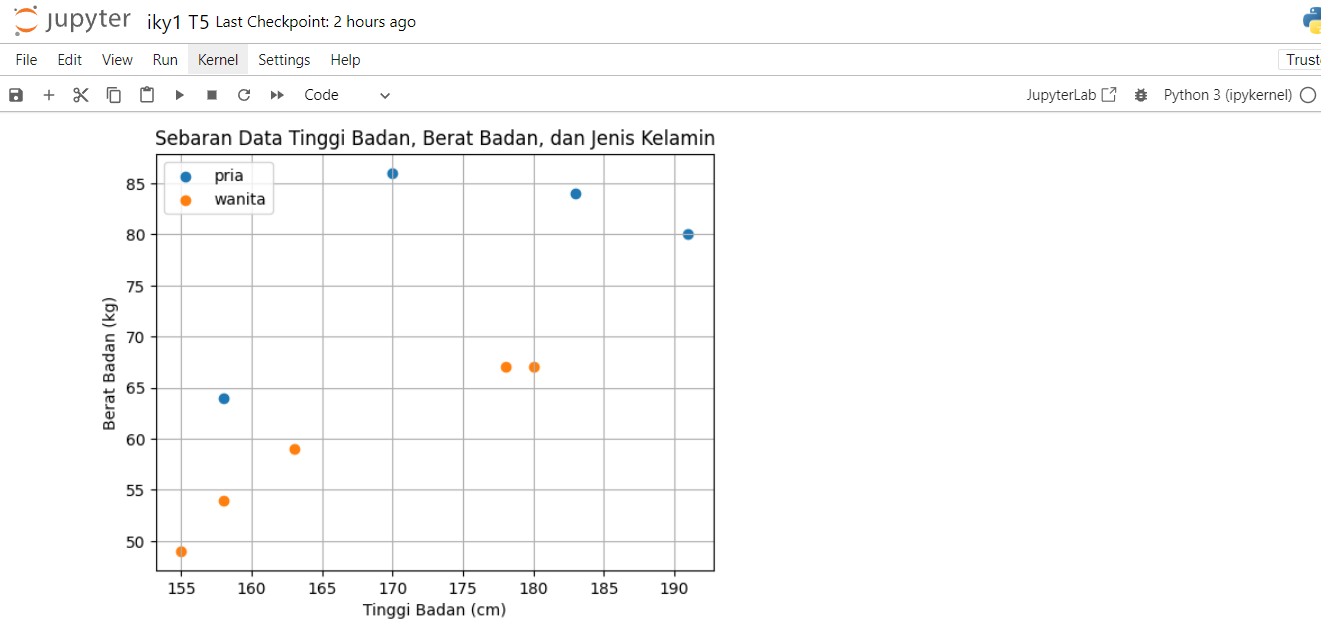 jupyter iky1 T5 Last Checkpoint: 2 hours ago
File Edit View Run Kernel Settings Help
Trust
Code JupyterLab Python 3 (ipykernel)
Sebaran Data Tinggi Badan, Berat Badan, dan Jenis Kelamin
pria
wanita
85
80
75
70
65
60
55
50
Berat Badan (kg)
155 160 165 170 175 180 185 190
Tinggi Badan (cm)